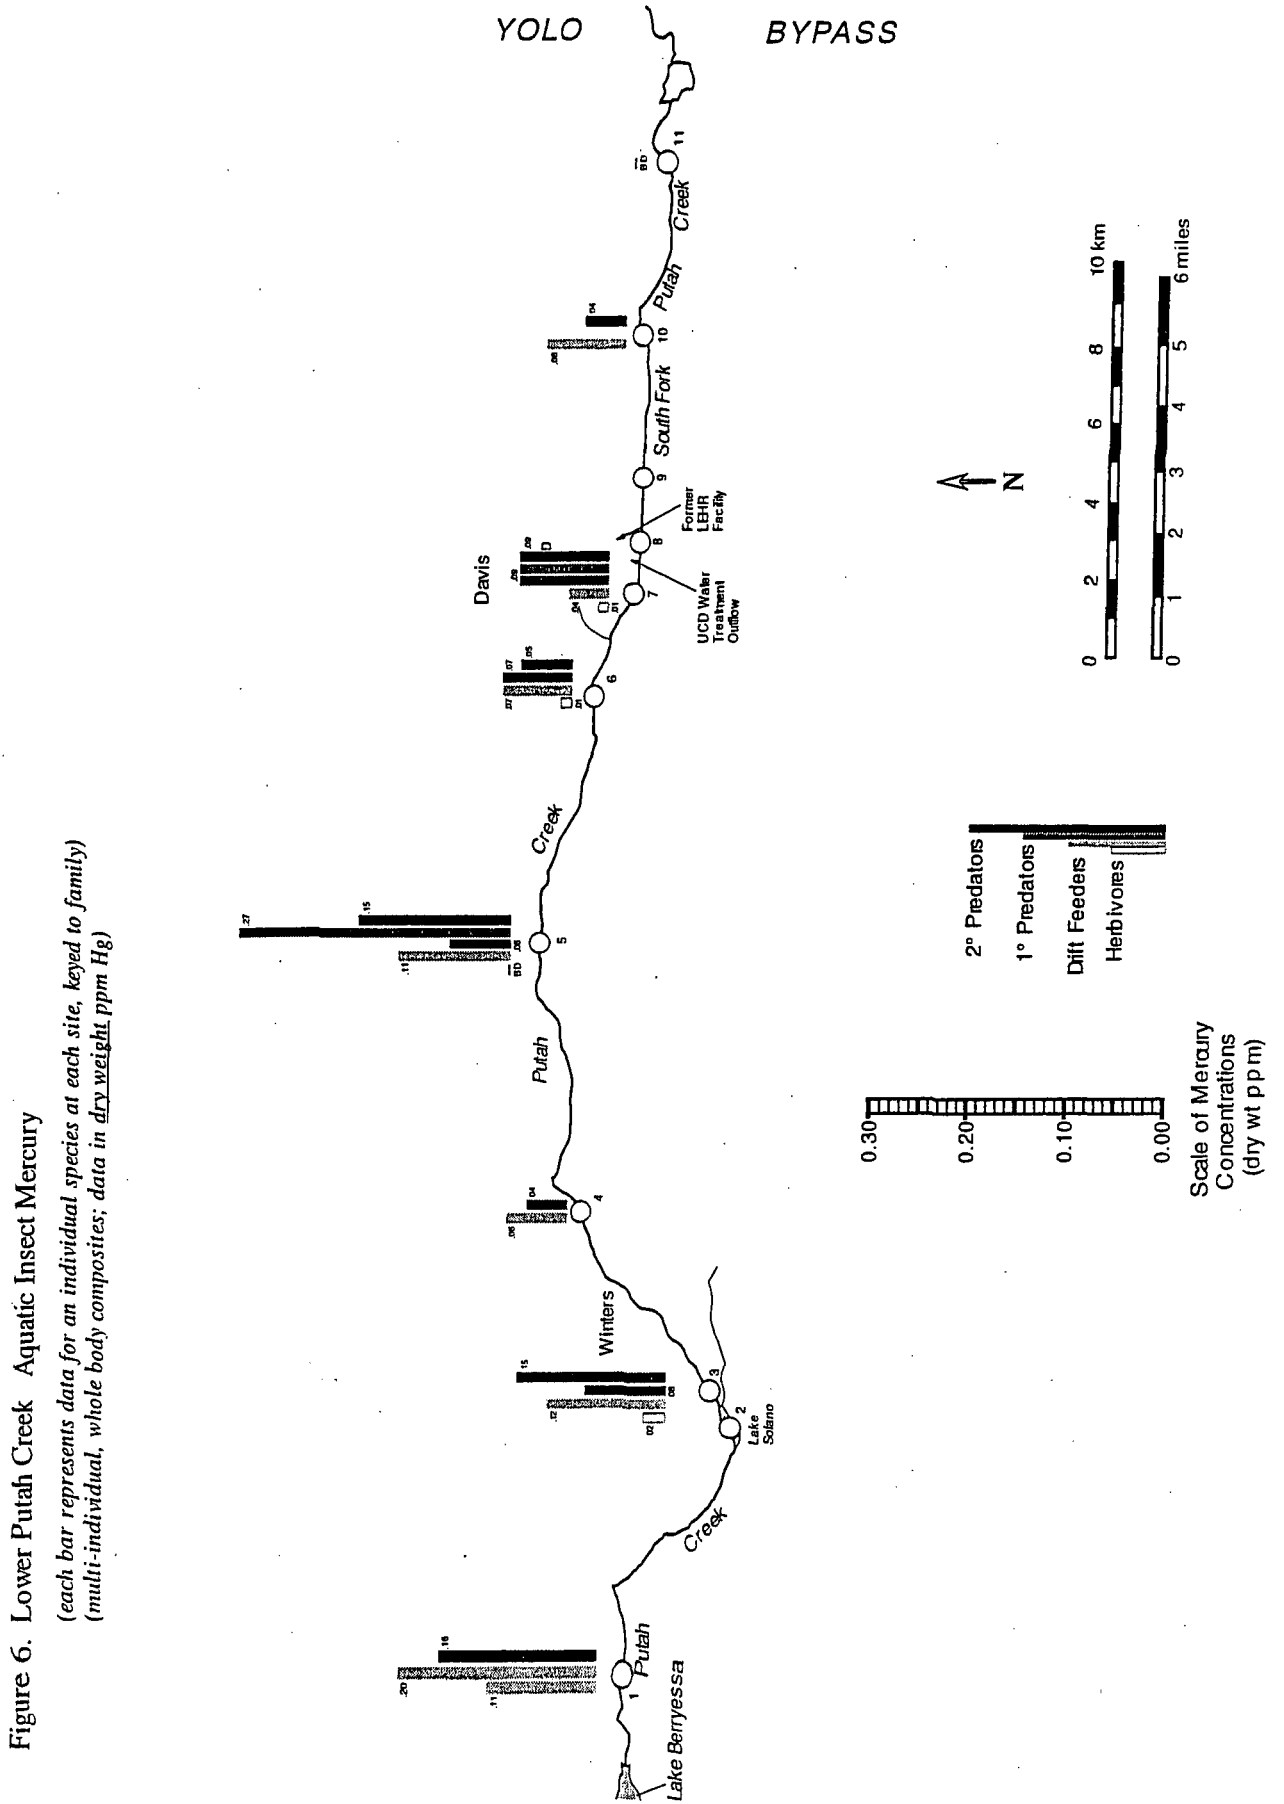 Figure 6. Lower Putah Creek Aquatic Insect Mercury
(each bar represents data for an individual species at each site, keyed to family)
(multi-individual, whole body composites; data in dry weight ppm Hg)
YOLO BYPASS
Lake Berryessa
Putah
Creek
1
.11
.20
.16
Lake
Solano
2
3
02
.12
.08
15
Winters
4
.06
04
Putah
Creek
5
BD
.11
.06
.27
.15
6
.01
.07
.07
.05
Davis
7
.01
.04
.09
.09
D
UCD Water
Treatment
Outflow
8
Former
LEHR
Facility
9
South Fork
Putah
Creek
10
.08
04
11
BD
Scale of Mercury
Concentrations
(dry wt ppm)
0.30
0.20
0.10
0.00
2° Predators
1° Predators
Drift Feeders
Herbivores
N
0 2 4 6 8 10 km
0 1 2 3 4 5 6 miles